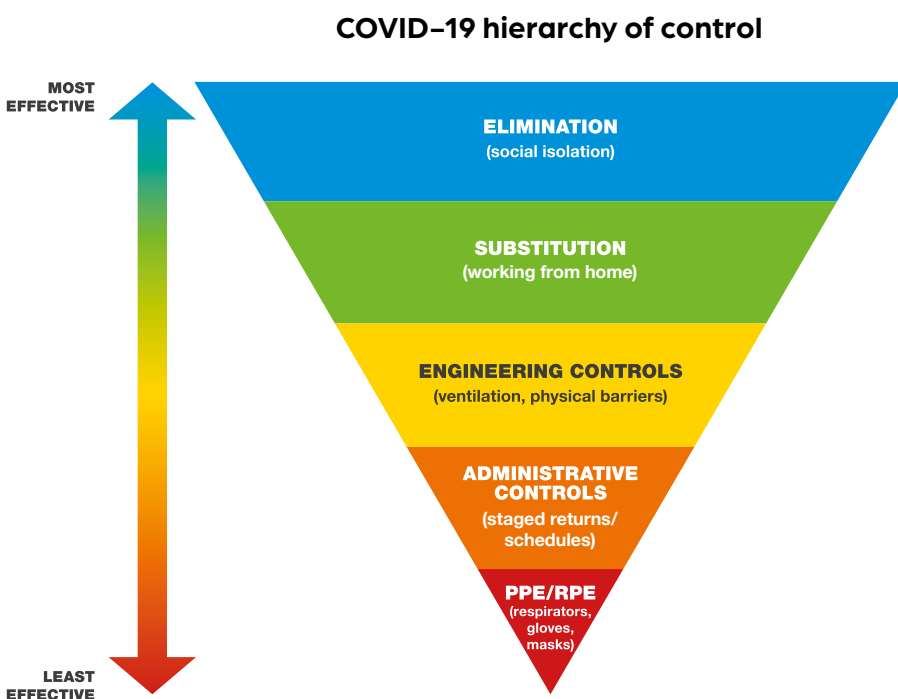 COVID–19 hierarchy of control
MOST
EFFECTIVE
ELIMINATION
(social isolation)
SUBSTITUTION
(working from home)
ENGINEERING CONTROLS
(ventilation, physical barriers)
ADMINISTRATIVE
CONTROLS
(staged returns/
schedules)
PPE/RPE
(respirators,
gloves,
masks)
LEAST
EFFECTIVE